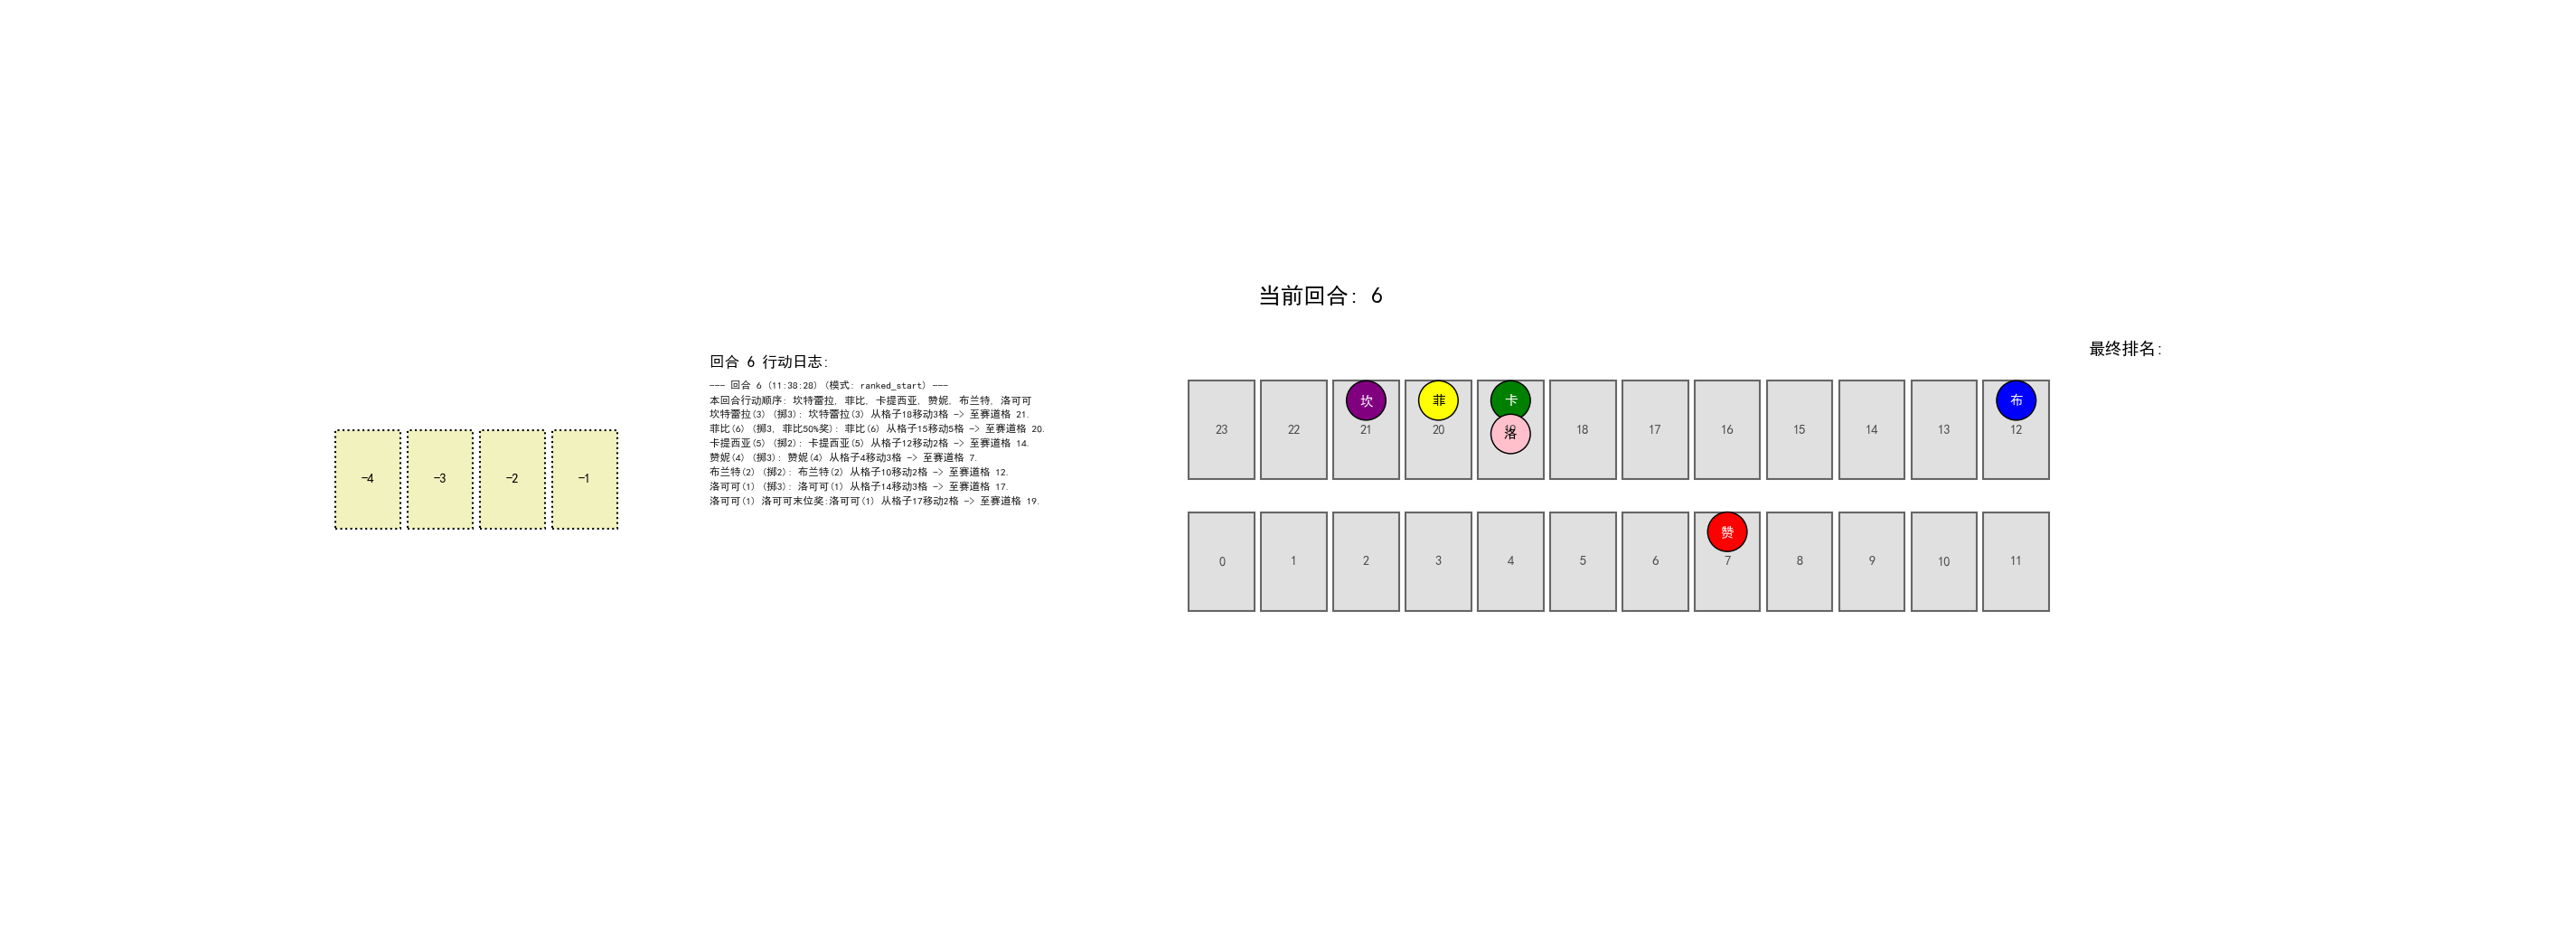 当前回合: 6
最终排名:
回合 6 行动日志:
--- 回合 6 (11:38:28) (模式: ranked_start) ---
本回合行动顺序: 坎特蕾拉, 菲比, 卡提西亚, 赞妮, 布兰特, 洛可可
坎特蕾拉(3) (掷3): 坎特蕾拉(3) 从格子18移动3格 -> 至赛道格 21.
菲比(6) (掷3, 菲比50%奖): 菲比(6) 从格子15移动5格 -> 至赛道格 20.
卡提西亚(5) (掷2): 卡提西亚(5) 从格子12移动2格 -> 至赛道格 14.
赞妮(4) (掷3): 赞妮(4) 从格子4移动3格 -> 至赛道格 7.
布兰特(2) (掷2): 布兰特(2) 从格子10移动2格 -> 至赛道格 12.
洛可可(1) (掷3): 洛可可(1) 从格子14移动3格 -> 至赛道格 17.
洛可可(1) 洛可可末位奖:洛可可(1) 从格子17移动2格 -> 至赛道格 19.
-4 -3 -2 -1
坎 菲 卡 布
23 22 21 20 18 17 16 15 14 13 12
洛
赞
0 1 2 3 4 5 6 7 8 9 10 11